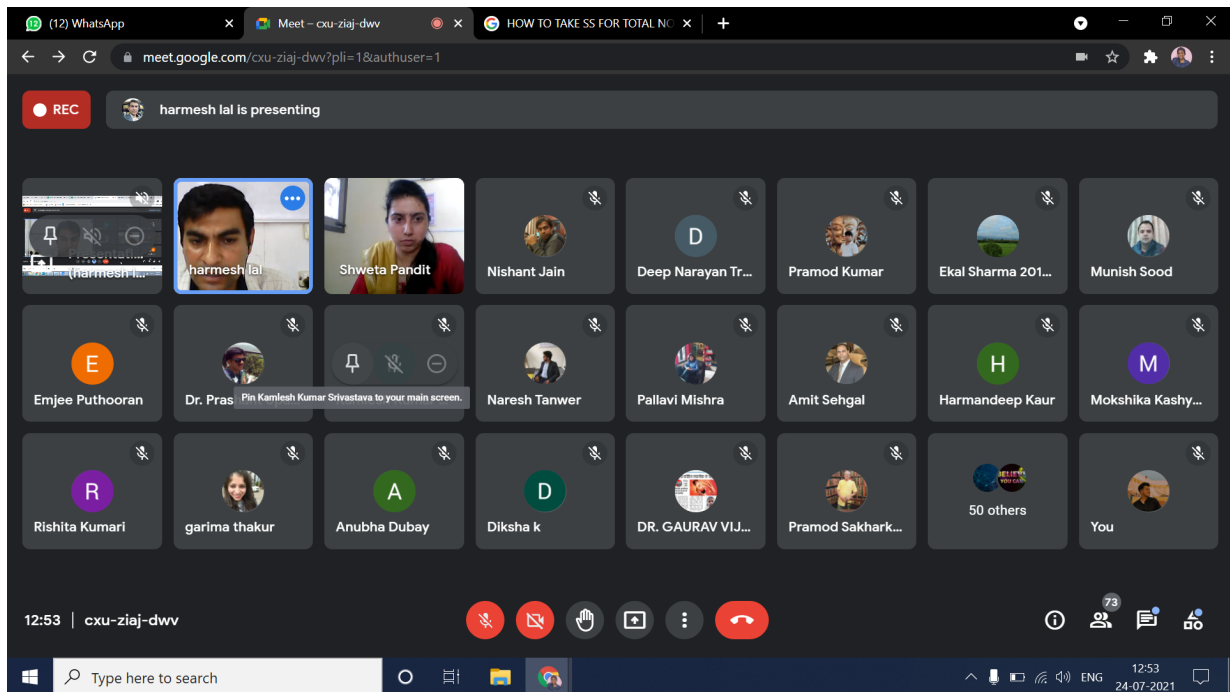 (12) WhatsApp
Meet – cxu-ziaj-dwv
HOW TO TAKE SS FOR TOTAL NO
meet.google.com/cxu-ziaj-dwv?pli=1&authuser=1
REC
harmesh lal is presenting
Presentati...
(harmesh l...
harmesh lal
Shweta Pandit
Nishant Jain
D
Deep Narayan Tr...
Pramod Kumar
Ekal Sharma 201...
Munish Sood
E
Emjee Puthooran
Dr. Pras
Pin Kamlesh Kumar Srivastava to your main screen.
Naresh Tanwer
Pallavi Mishra
Amit Sehgal
H
Harmandeep Kaur
M
Mokshika Kashy...
R
Rishita Kumari
garima thakur
A
Anubha Dubay
D
Diksha k
DR. GAURAV VIJ...
Pramod Sakhark...
BELIEVE
YOU CAN
50 others
You
12:53 | cxu-ziaj-dwv
73
Type here to search
ENG
12:53
24-07-2021